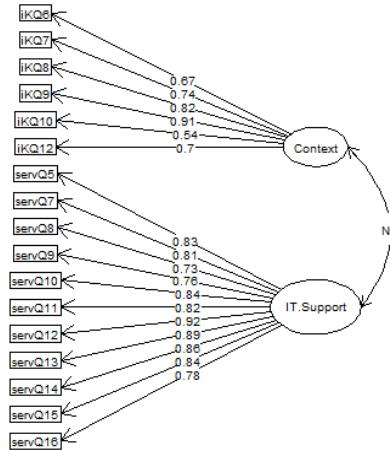 iKQ6
iKQ7
iKQ8
iKQ9
iKQ10
iKQ12
0.67
0.74
0.82
0.91
0.54
0.7
Context
servQ5
servQ7
servQ8
servQ9
servQ10
servQ11
servQ12
servQ13
servQ14
servQ15
servQ16
0.83
0.81
0.73
0.76
0.84
0.82
0.92
0.89
0.86
0.84
0.78
IT.Support
N